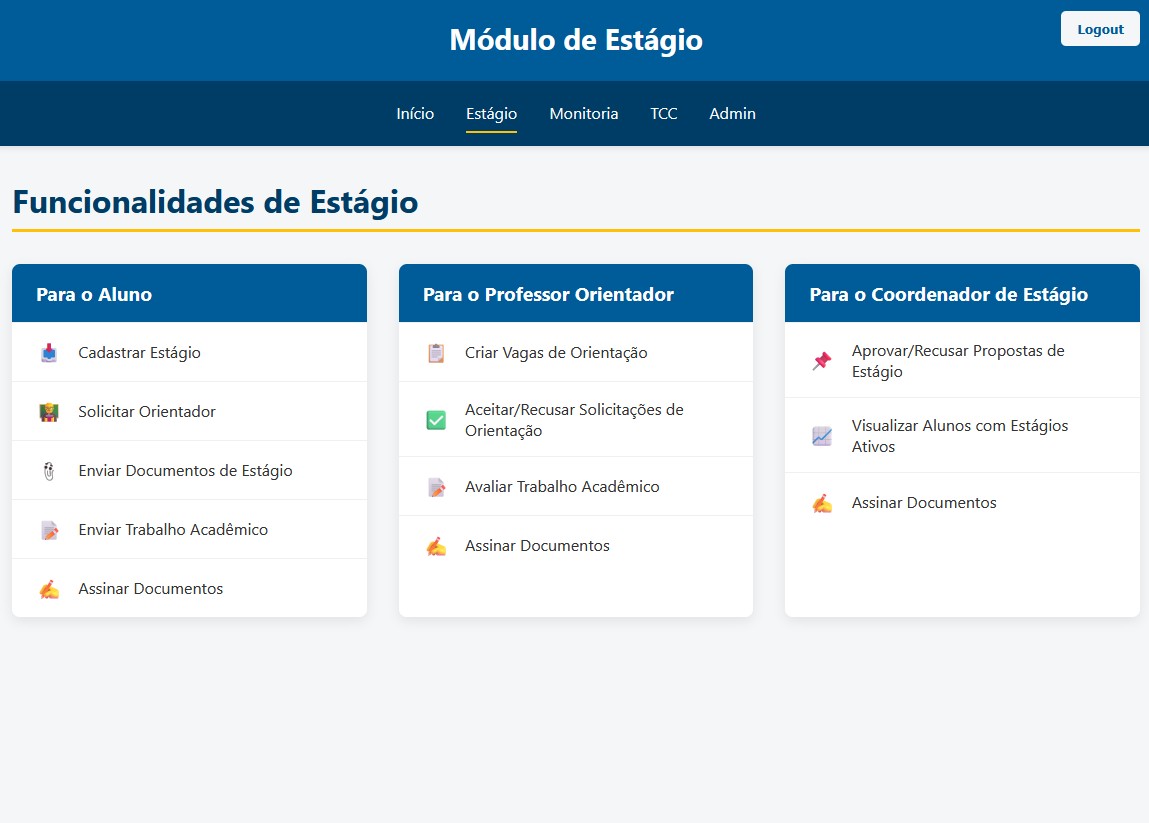 Módulo de Estágio
Logout
Início
Estágio
Monitoria
TCC
Admin
Funcionalidades de Estágio
Para o Aluno
Cadastrar Estágio
Solicitar Orientador
Enviar Documentos de Estágio
Enviar Trabalho Acadêmico
Assinar Documentos
Para o Professor Orientador
Criar Vagas de Orientação
Aceitar/Recusar Solicitações de
Orientação
Avaliar Trabalho Acadêmico
Assinar Documentos
Para o Coordenador de Estágio
Aprovar/Recusar Propostas de
Estágio
Visualizar Alunos com Estágios
Ativos
Assinar Documentos